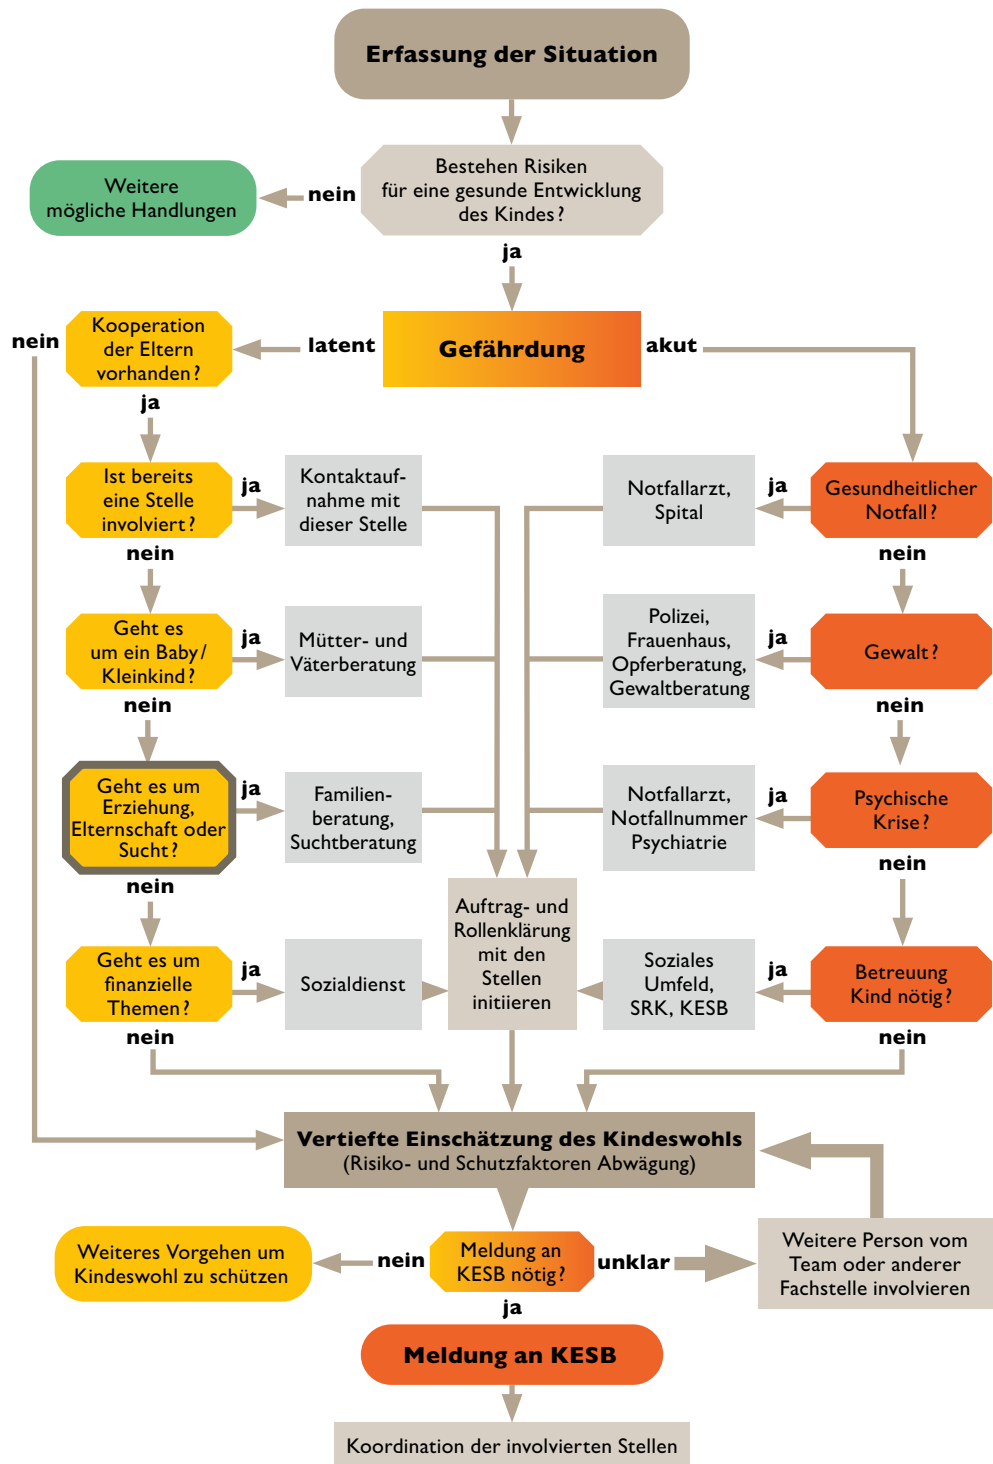 Erfassung der Situation
Bestehen Risiken
für eine gesunde Entwicklung
des Kindes?
nein
Weitere
mögliche Handlungen
ja
Gefährdung
latent
akut
Kooperation
der Eltern
vorhanden?
nein
ja
Ist bereits
eine Stelle
involviert?
ja
Kontaktauf-
nahme mit
dieser Stelle
nein
Geht es
um ein Baby/
Kleinkind?
ja
Mütter- und
Väterberatung
nein
Geht es um
Erziehung,
Elternschaft oder
Sucht?
ja
Familien-
beratung,
Suchtberatung
nein
Geht es um
finanzielle
Themen?
ja
Sozialdienst
nein
Gesundheitlicher
Notfall?
ja
Notfallarzt,
Spital
nein
Gewalt?
ja
Polizei,
Frauenhaus,
Opferberatung,
Gewaltberatung
nein
Psychische
Krise?
ja
Notfallarzt,
Notfallnummer
Psychiatrie
nein
Betreuung
Kind nötig?
ja
Soziales
Umfeld,
SRK, KESB
nein
Auftrag- und
Rollenklärung
mit den
Stellen
initiieren
Vertiefte Einschätzung des Kindeswohls
(Risiko- und Schutzfaktoren Abwägung)
Meldung an
KESB nötig?
nein
Weiteres Vorgehen um
Kindeswohl zu schützen
unklar
Weitere Person vom
Team oder anderer
Fachstelle involvieren
ja
Meldung an KESB
Koordination der involvierten Stellen